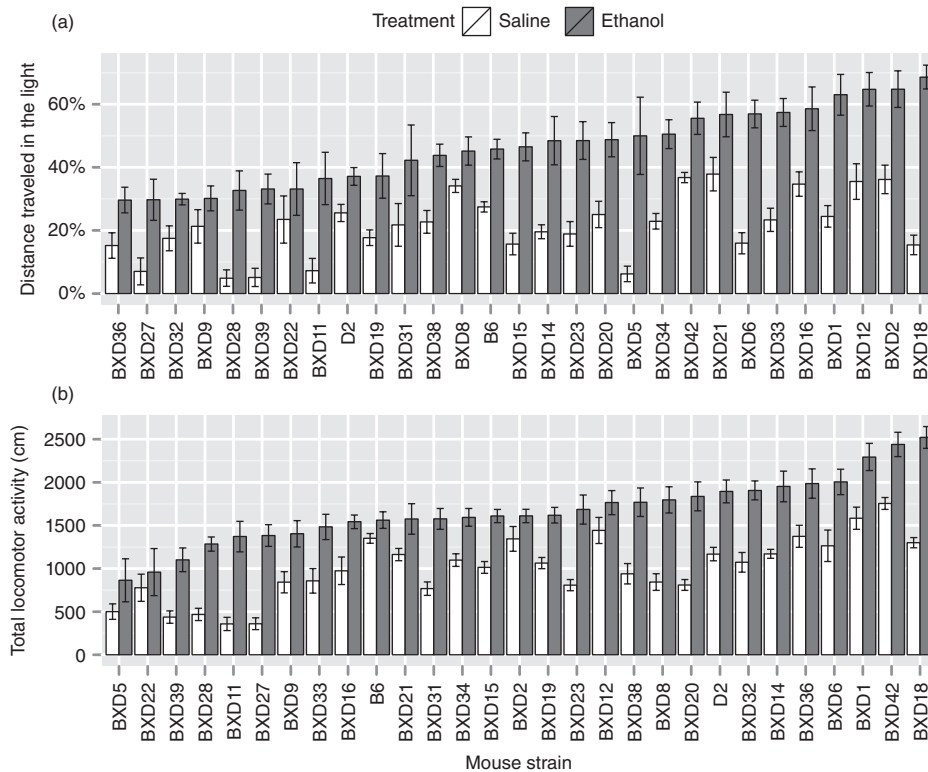 (a)
Treatment Saline Ethanol
Distance traveled in the light
60%
40%
20%
0%
BXD36
BXD27
BXD32
BXD9
BXD28
BXD39
BXD22
BXD11
D2
BXD19
BXD31
BXD38
BXD8
B6
BXD15
BXD14
BXD23
BXD20
BXD5
BXD34
BXD42
BXD21
BXD6
BXD33
BXD16
BXD1
BXD12
BXD2
BXD18
(b)
Total locomotor activity (cm)
2500
2000
1500
1000
500
0
BXD5
BXD22
BXD39
BXD28
BXD11
BXD27
BXD9
BXD33
BXD16
B6
BXD21
BXD31
BXD34
BXD15
BXD2
BXD19
BXD23
BXD12
BXD38
BXD8
BXD20
D2
BXD32
BXD14
BXD36
BXD6
BXD1
BXD42
BXD18
Mouse strain